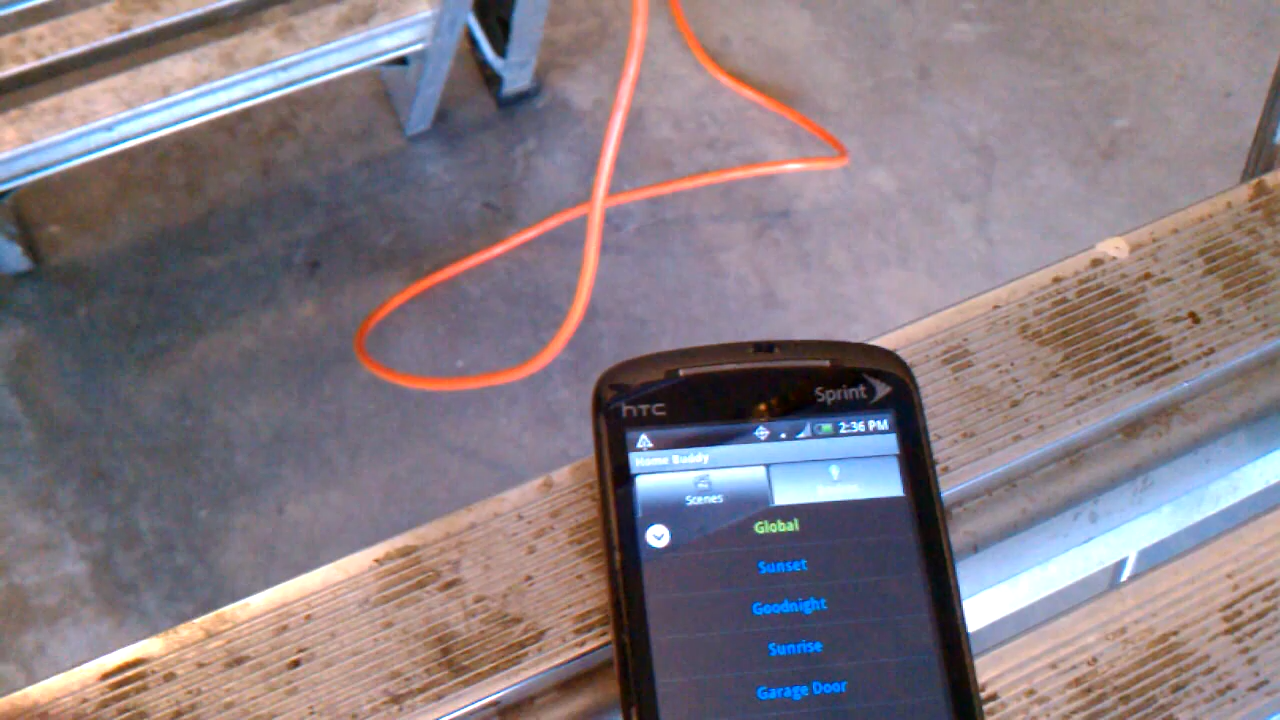 hTC Sprint
2:36 PM
Home Buddy
Scenes
Global
Sunset
Goodnight
Sunrise
Garage Door